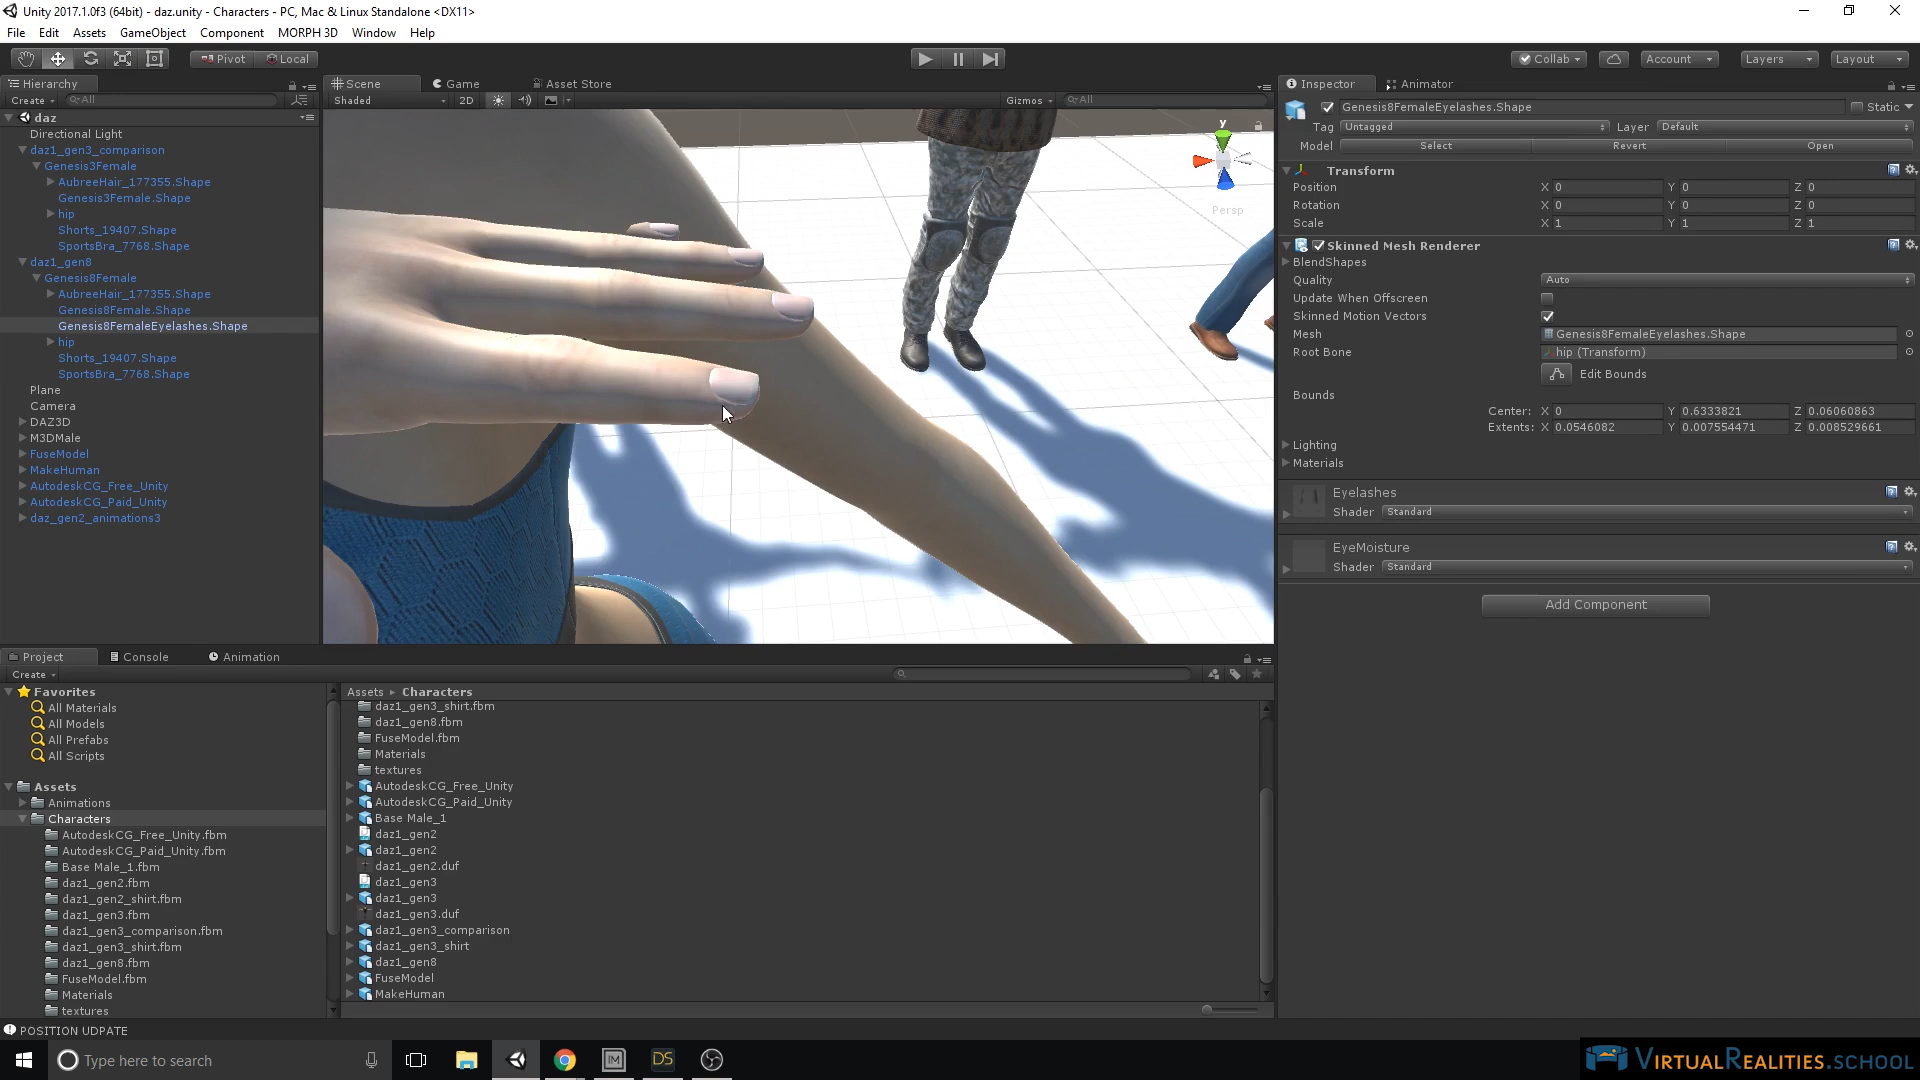 Unity 2017.1.0f3 (64bit) - daz.unity - Characters - PC, Mac & Linux Standalone <DX11>
File Edit Assets GameObject Component MORPH 3D Window Help
Pivot Local Collab Account Layers Layout
Hierarchy Scene Game Asset Store Inspector Animator
Create All Shaded 2D Gizmos All
Genesis8FemaleEyelashes.Shape Static
daz
Tag Untagged Layer Default
Directional Light
Model Select Revert Open
daz1_gen3_comparison
Genesis3Female
Transform
AubreeHair_177355.Shape
Position X 0 Y 0 Z 0
Genesis3Female.Shape
Rotation X 0 Y 0 Z 0
hip
Scale X 1 Y 1 Z 1
Shorts_19407.Shape
SportsBra_7768.Shape
Skinned Mesh Renderer
daz1_gen8
BlendShapes
Genesis8Female
Quality Auto
AubreeHair_177355.Shape
Update When Offscreen
Genesis8Female.Shape
Skinned Motion Vectors
Genesis8FemaleEyelashes.Shape
Mesh Genesis8FemaleEyelashes.Shape
hip
Root Bone hip (Transform)
Shorts_19407.Shape
SportsBra_7768.Shape
Edit Bounds
Plane
Bounds
Camera
Center: X 0 Y 0.6333821 Z 0.06060863
DAZ3D
Extents: X 0.0546082 Y 0.007554471 Z 0.008529661
M3DMale
Lighting
FuseModel
Materials
MakeHuman
AutodeskCG_Free_Unity
Eyelashes
AutodeskCG_Paid_Unity
Shader Standard
daz_gen2_animations3
EyeMoisture
Shader Standard
Add Component
y
Persp
Project Console Animation
Create
Favorites
All Materials
All Models
All Prefabs
All Scripts
Assets
Animations
Characters
AutodeskCG_Free_Unity.fbm
AutodeskCG_Paid_Unity.fbm
Base Male_1.fbm
daz1_gen2.fbm
daz1_gen2_shirt.fbm
daz1_gen3.fbm
daz1_gen3_comparison.fbm
daz1_gen3_shirt.fbm
daz1_gen8.fbm
FuseModel.fbm
Materials
textures
Assets Characters
daz1_gen3_shirt.fbm
daz1_gen8.fbm
FuseModel.fbm
Materials
textures
AutodeskCG_Free_Unity
AutodeskCG_Paid_Unity
Base Male_1
daz1_gen2
daz1_gen2
daz1_gen2.duf
daz1_gen3
daz1_gen3
daz1_gen3.duf
daz1_gen3_comparison
daz1_gen3_shirt
daz1_gen8
FuseModel
MakeHuman
POSITION UDPATE
Type here to search
IM
DS
VIRTUALREALITIES.SCHOOL